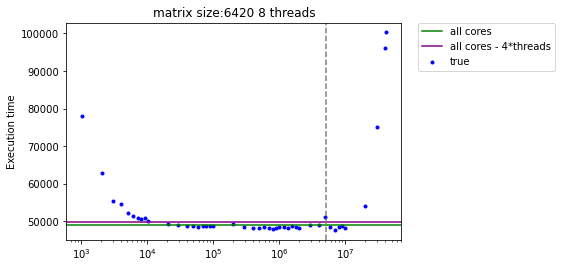 matrix size:6420 8 threads
all cores
all cores - 4*threads
true
Execution time
100000
90000
80000
70000
60000
50000
10³
10⁴
10⁵
10⁶
10⁷